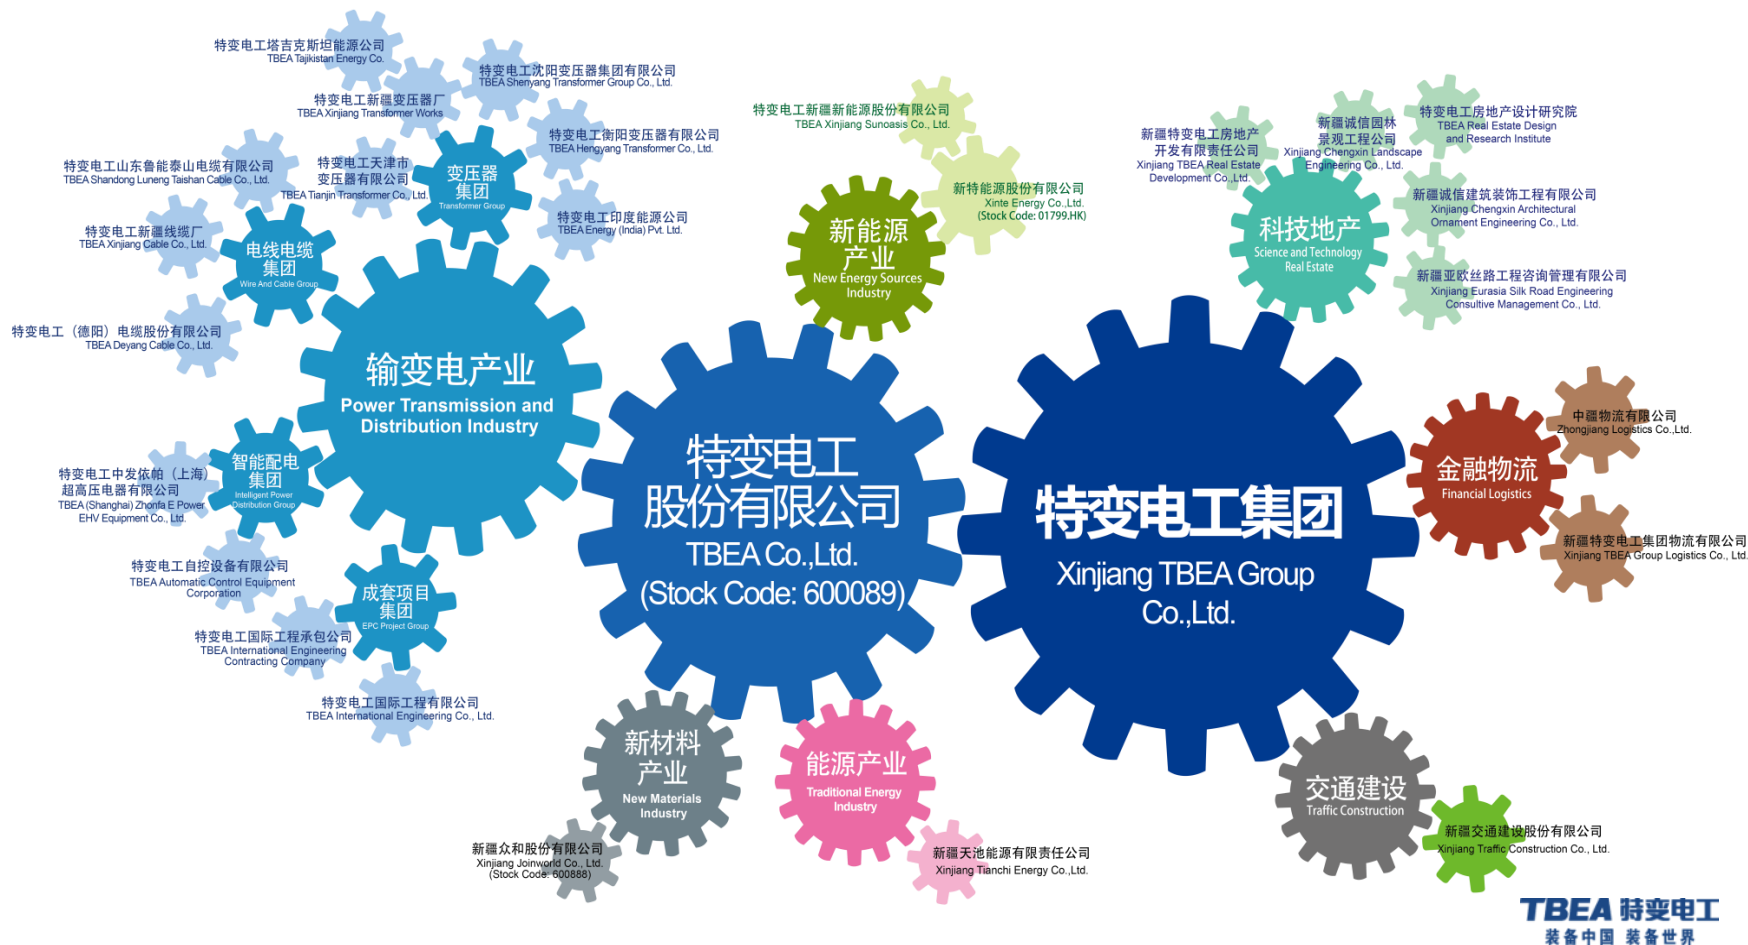 特变电工塔吉克斯坦能源公司
TBEA Tajikistan Energy Co.
特变电工沈阳变压器集团有限公司
TBEA Shenyang Transformer Group Co., Ltd.
特变电工新疆变压器厂
TBEA Xinjiang Transformer Works
特变电工衡阳变压器有限公司
TBEA Hengyang Transformer Co., Ltd.
特变电工山东鲁能泰山电缆有限公司
TBEA Shandong Luneng Taishan Cable Co., Ltd.
特变电工天津市
变压器有限公司
TBEA Tianjin Transformer Co., Ltd.
变压器
集团
Transformer Group
特变电工印度能源公司
TBEA Energy (India) Pvt. Ltd.
特变电工新疆线缆厂
TBEA Xinjiang Cable Co., Ltd.
电线电缆
集团
Wire And Cable Group
特变电工（德阳）电缆股份有限公司
TBEA Deyang Cable Co., Ltd.
输变电产业
Power Transmission and
Distribution Industry
智能配电
集团
Intelligent Power
Distribution Group
特变电工中发依帕（上海）
超高压电器有限公司
TBEA (Shanghai) Zhonfa E Power
EHV Equipment Co., Ltd.
特变电工自控设备有限公司
TBEA Automatic Control Equipment
Corporation
成套项目
集团
EPC Project Group
特变电工国际工程承包公司
TBEA International Engineering
Contracting Company
特变电工国际工程有限公司
TBEA International Engineering Co., Ltd.
特变电工新疆新能源股份有限公司
TBEA Xinjiang Sunoasis Co., Ltd.
新特能源股份有限公司
Xinte Energy Co.,Ltd.
(Stock Code: 01799.HK)
新能源
产业
New Energy Sources
Industry
特变电工
股份有限公司
TBEA Co.,Ltd.
(Stock Code: 600089)
新材料
产业
New Materials
Industry
新疆众和股份有限公司
Xinjiang Joinworld Co., Ltd.
(Stock Code: 600888)
能源产业
Traditional Energy
Industry
新疆天池能源有限责任公司
Xinjiang Tianchi Energy Co.,Ltd.
特变电工集团
Xinjiang TBEA Group
Co.,Ltd.
新疆特变电工房地产
开发有限责任公司
Xinjiang TBEA Real Estate
Development Co.,Ltd.
新疆诚信园林
景观工程公司
Xinjiang Chengxin Landscape
Engineering Co., Ltd.
特变电工房地产设计研究院
TBEA Real Estate Design
and Research Institute
新疆诚信建筑装饰工程有限公司
Xinjiang Chengxin Architectural
Ornament Engineering Co., Ltd.
科技地产
Science and Technology
Real Estate
新疆亚欧丝路工程咨询管理有限公司
Xinjiang Eurasia Silk Road Engineering
Consultive Management Co., Ltd.
中疆物流有限公司
Zhongjiang Logistics Co.,Ltd.
金融物流
Financial Logistics
新疆特变电工集团物流有限公司
Xinjiang TBEA Group Logistics Co., Ltd.
交通建设
Traffic Construction
新疆交通建设股份有限公司
Xinjiang Traffic Construction Co., Ltd.
TBEA 特变电工
装备中国 装备世界